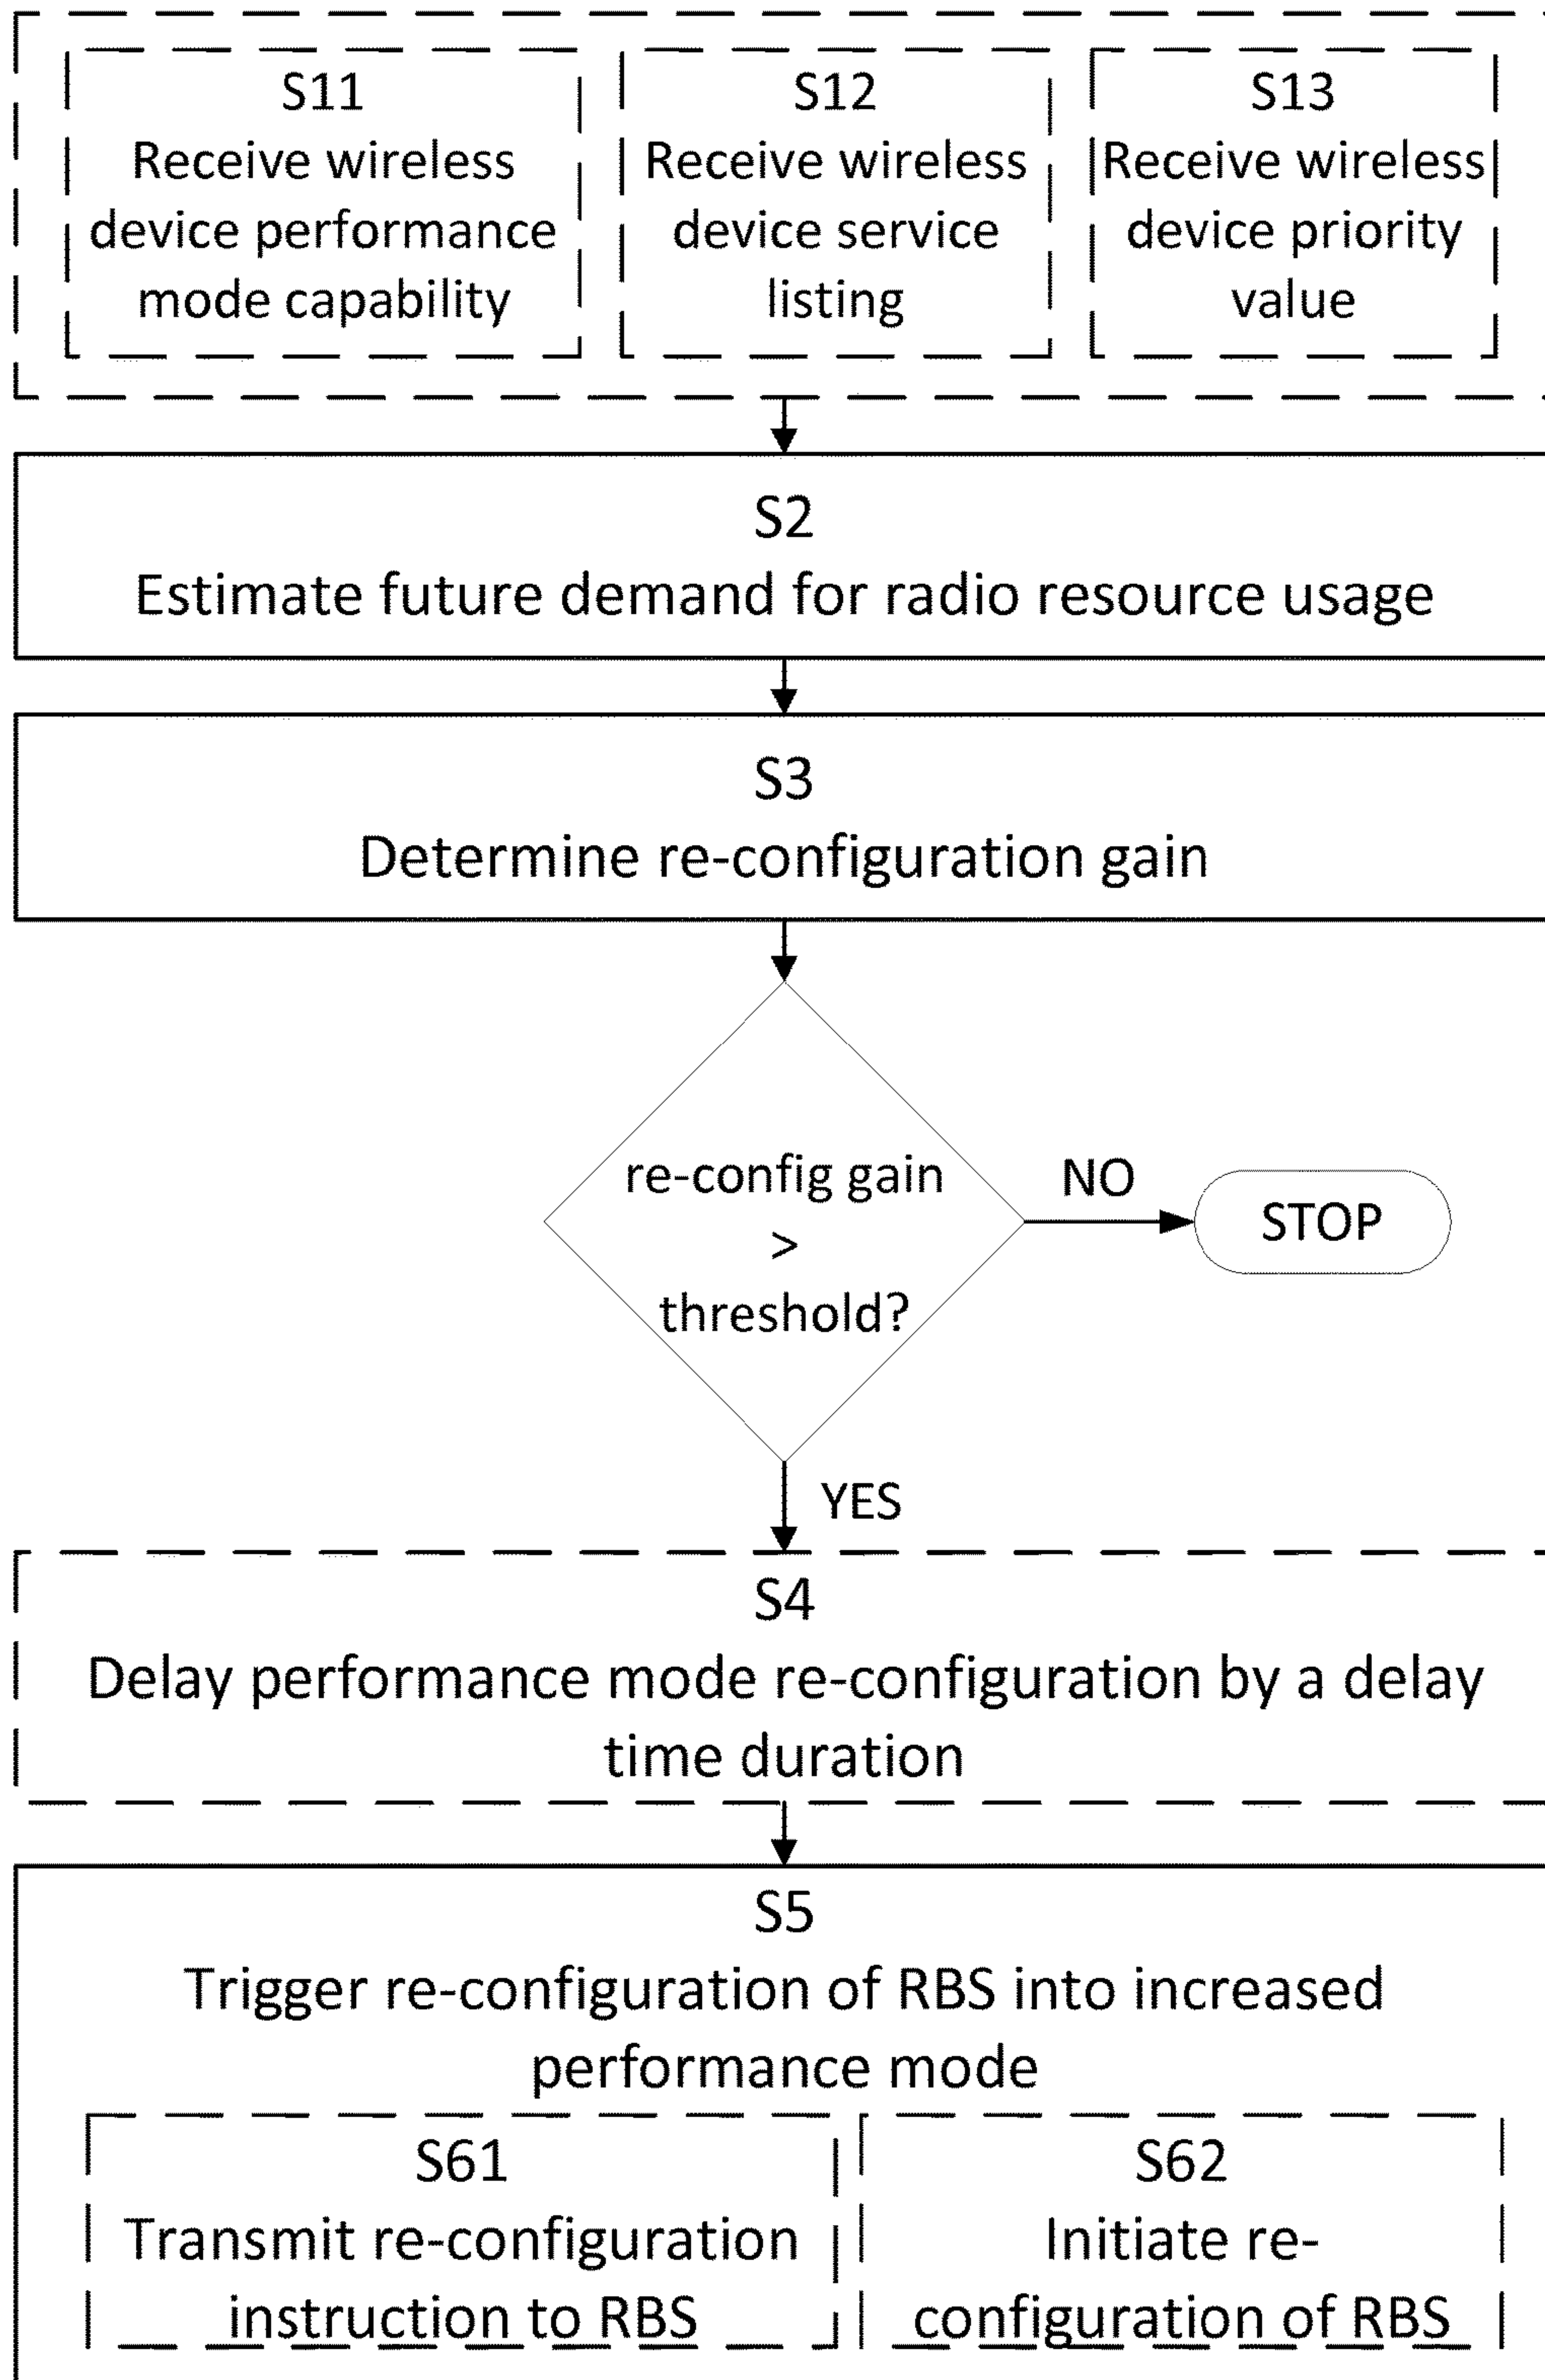 S11
Receive wireless
device performance
mode capability
S12
Receive wireless
device service
listing
S13
Receive wireless
device priority
value
S2
Estimate future demand for radio resource usage
S3
Determine re-configuration gain
re-config gain
>
threshold?
NO
STOP
YES
S4
Delay performance mode re-configuration by a delay
time duration
S5
Trigger re-configuration of RBS into increased
performance mode
S61
Transmit re-configuration
instruction to RBS
S62
Initiate re-
configuration of RBS